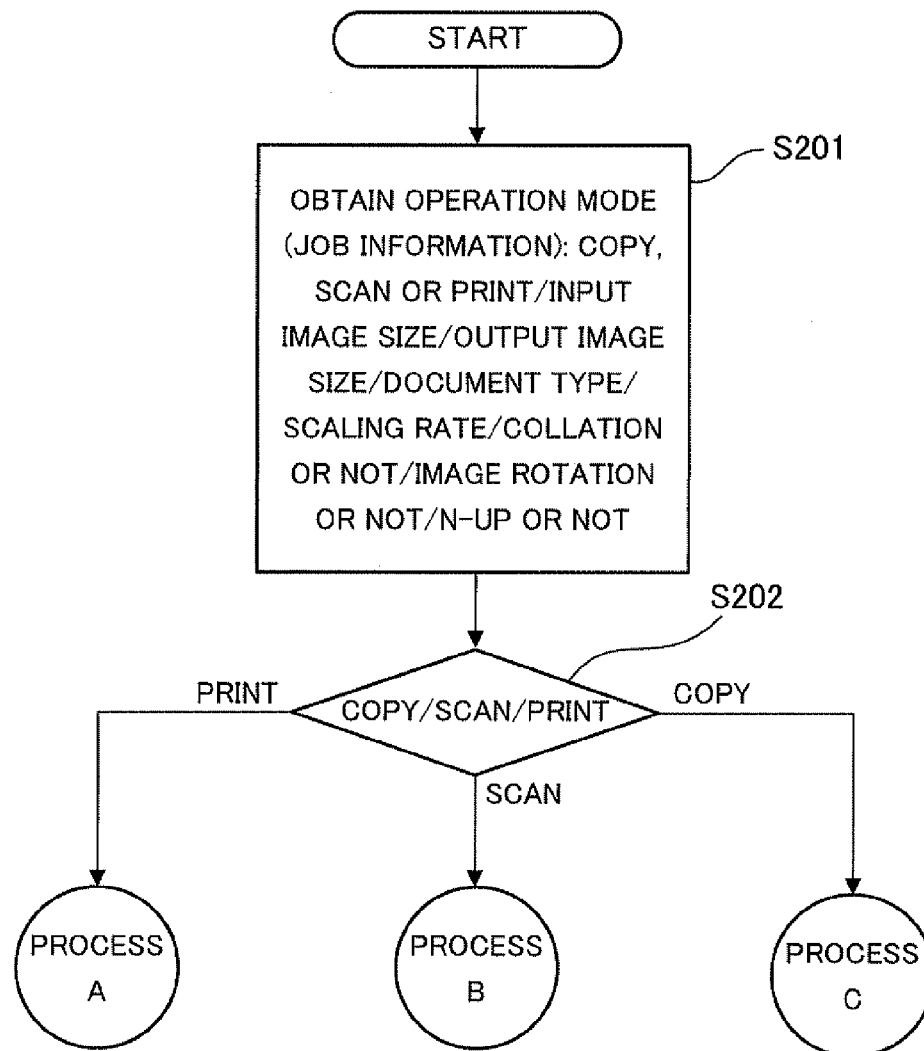 START
S201
OBTAIN OPERATION MODE
(JOB INFORMATION): COPY,
SCAN OR PRINT/INPUT
IMAGE SIZE/OUTPUT IMAGE
SIZE/DOCUMENT TYPE/
SCALING RATE/COLLATION
OR NOT/IMAGE ROTATION
OR NOT/N-UP OR NOT
S202
PRINT
COPY/SCAN/PRINT
COPY
SCAN
PROCESS
A
PROCESS
B
PROCESS
C